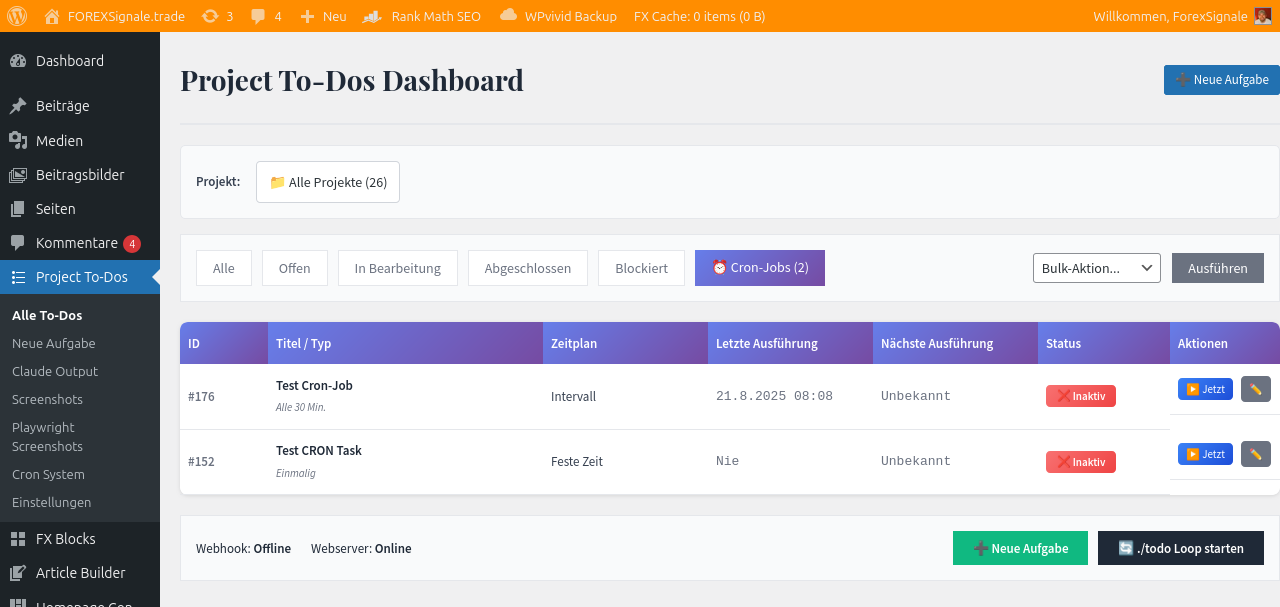 FOREXSignale.trade 3 4 Neu Rank Math SEO WPvivid Backup FX Cache: 0 items (0 B) Willkommen, ForexSignale
Dashboard
Beiträge
Medien
Beitragsbilder
Seiten
Kommentare 4
Project To-Dos
Alle To-Dos
Neue Aufgabe
Claude Output
Screenshots
Playwright
Screenshots
Cron System
Einstellungen
FX Blocks
Article Builder
Homepage Gen
Project To-Dos Dashboard
➕ Neue Aufgabe
Projekt: 📁 Alle Projekte (26)
Alle Offen In Bearbeitung Abgeschlossen Blockiert ⏰ Cron-Jobs (2) Bulk-Aktion... Ausführen
ID Titel / Typ Zeitplan Letzte Ausführung Nächste Ausführung Status Aktionen
#176 Test Cron-Job Intervall 21.8.2025 08:08 Unbekannt ❌ Inaktiv ▶️ Jetzt ✏️
Alle 30 Min.
#152 Test CRON Task Feste Zeit Nie Unbekannt ❌ Inaktiv ▶️ Jetzt ✏️
Einmalig
Webhook: Offline Webserver: Online ➕ Neue Aufgabe 🔄 ./todo Loop starten